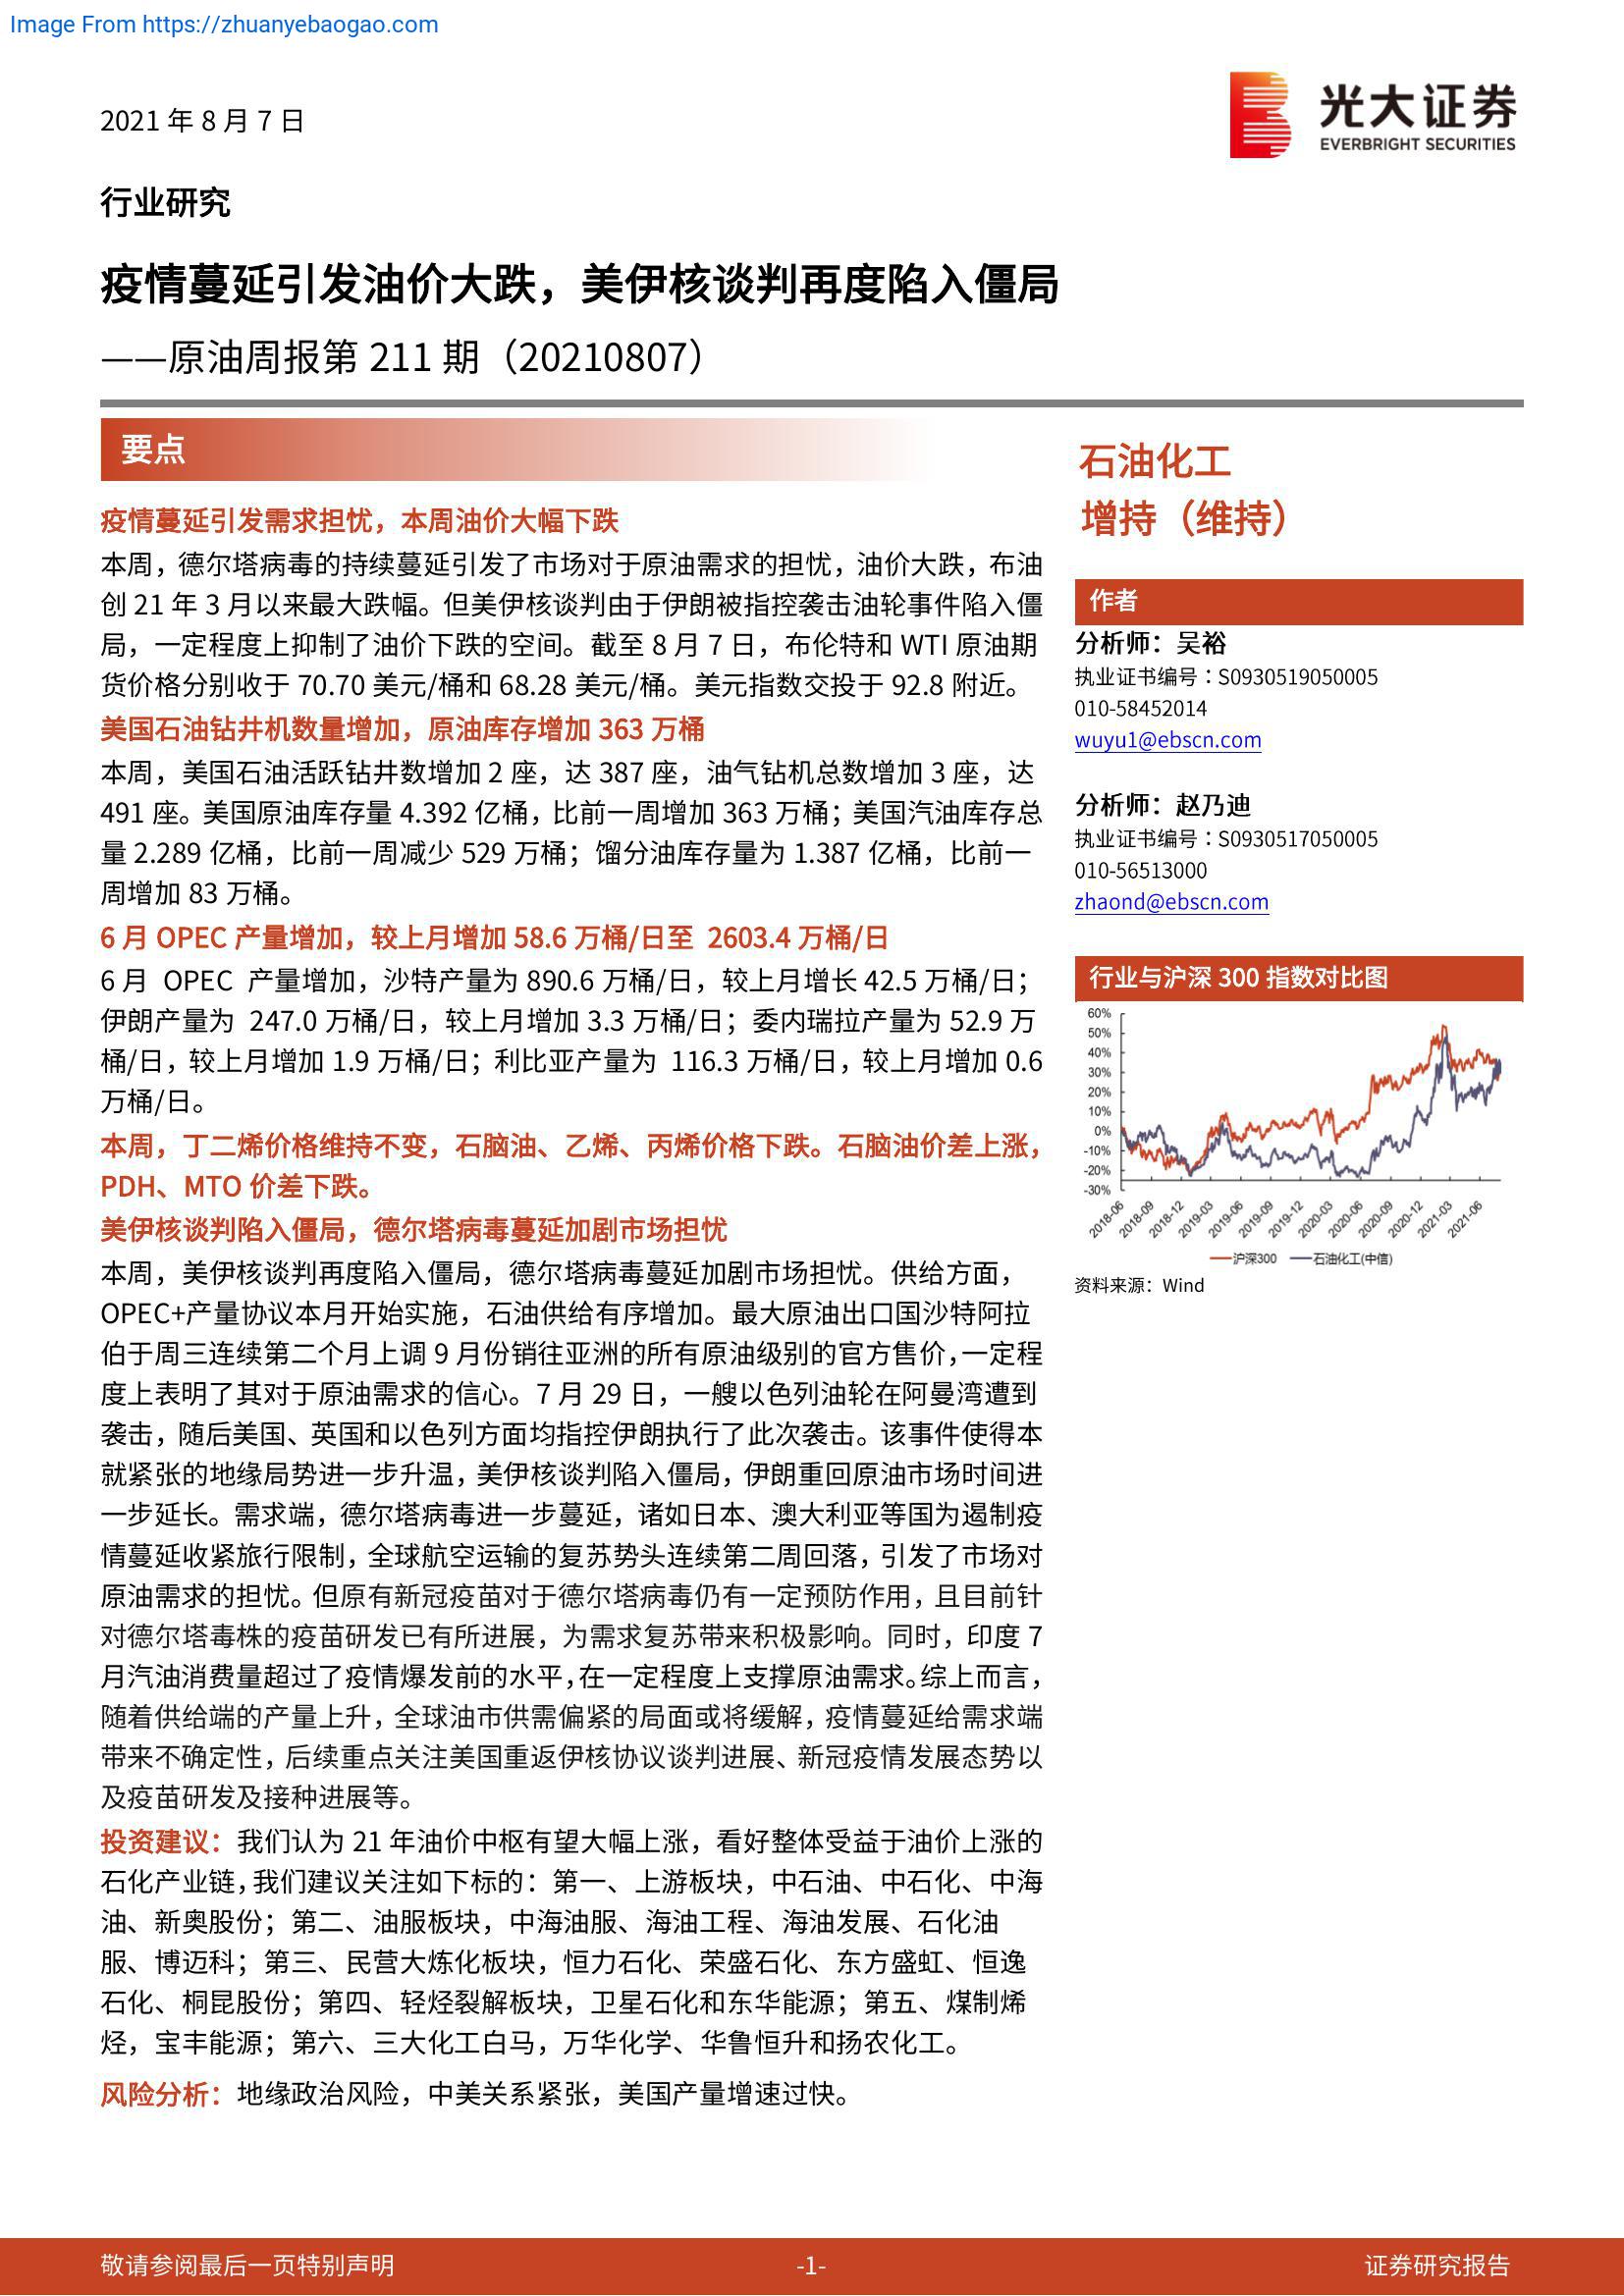 Image From https://zhuanyebaogao.com
2021 年 8 月 7 日
光大证券
EVERBRIGHT SECURITIES
行业研究
疫情蔓延引发油价大跌，美伊核谈判再度陷入僵局
——原油周报第 211 期（20210807）
要点
疫情蔓延引发需求担忧，本周油价大幅下跌
本周，德尔塔病毒的持续蔓延引发了市场对于原油需求的担忧，油价大跌，布油
创 21 年 3 月以来最大跌幅。但美伊核谈判由于伊朗被指控袭击油轮事件陷入僵
局，一定程度上抑制了油价下跌的空间。截至 8 月 7 日，布伦特和 WTI 原油期
货价格分别收于 70.70 美元/桶和 68.28 美元/桶。美元指数交投于 92.8 附近。
美国石油钻井机数量增加，原油库存增加 363 万桶
本周，美国石油活跃钻井数增加 2 座，达 387 座，油气钻机总数增加 3 座，达
491 座。美国原油库存量 4.392 亿桶，比前一周增加 363 万桶；美国汽油库存总
量 2.289 亿桶，比前一周减少 529 万桶；馏分油库存量为 1.387 亿桶，比前一
周增加 83 万桶。
6 月 OPEC 产量增加，较上月增加 58.6 万桶/日至 2603.4 万桶/日
6 月 OPEC 产量增加，沙特产量为 890.6 万桶/日，较上月增长 42.5 万桶/日；
伊朗产量为 247.0 万桶/日，较上月增加 3.3 万桶/日；委内瑞拉产量为 52.9 万
桶/日，较上月增加 1.9 万桶/日；利比亚产量为 116.3 万桶/日，较上月增加 0.6
万桶/日。
本周，丁二烯价格维持不变，石脑油、乙烯、丙烯价格下跌。石脑油价差上涨，
PDH、MTO 价差下跌。
美伊核谈判陷入僵局，德尔塔病毒蔓延加剧市场担忧
本周，美伊核谈判再度陷入僵局，德尔塔病毒蔓延加剧市场担忧。供给方面，
OPEC+产量协议本月开始实施，石油供给有序增加。最大原油出口国沙特阿拉
伯于周三连续第二个月上调 9 月份销往亚洲的所有原油级别的官方售价，一定程
度上表明了其对于原油需求的信心。7 月 29 日，一艘以色列油轮在阿曼湾遭到
袭击，随后美国、英国和以色列方面均指控伊朗执行了此次袭击。该事件使得本
就紧张的地缘局势进一步升温，美伊核谈判陷入僵局，伊朗重回原油市场时间进
一步延长。需求端，德尔塔病毒进一步蔓延，诸如日本、澳大利亚等国为遏制疫
情蔓延收紧旅行限制，全球航空运输的复苏势头连续第二周回落，引发了市场对
原油需求的担忧。但原有新冠疫苗对于德尔塔病毒仍有一定预防作用，且目前针
对德尔塔毒株的疫苗研发已有所进展，为需求复苏带来积极影响。同时，印度 7
月汽油消费量超过了疫情爆发前的水平，在一定程度上支撑原油需求。综上而言，
随着供给端的产量上升，全球油市供需偏紧的局面或将缓解，疫情蔓延给需求端
带来不确定性，后续重点关注美国重返伊核协议谈判进展、新冠疫情发展态势以
及疫苗研发及接种进展等。
投资建议：我们认为 21 年油价中枢有望大幅上涨，看好整体受益于油价上涨的
石化产业链，我们建议关注如下标的：第一、上游板块，中石油、中石化、中海
油、新奥股份；第二、油服板块，中海油服、海油工程、海油发展、石化油
服、博迈科；第三、民营大炼化板块，恒力石化、荣盛石化、东方盛虹、恒逸
石化、桐昆股份；第四、轻烃裂解板块，卫星石化和东华能源；第五、煤制烯
烃，宝丰能源；第六、三大化工白马，万华化学、华鲁恒升和扬农化工。
风险分析：地缘政治风险，中美关系紧张，美国产量增速过快。
石油化工
增持（维持）
作者
分析师：吴裕
执业证书编号：S0930519050005
010-58452014
wuyu1@ebscn.com
分析师：赵乃迪
执业证书编号：S0930517050005
010-56513000
zhaond@ebscn.com
行业与沪深 300 指数对比图
60%
50%
40%
30%
20%
10%
0%
-10%
-20%
-30%
2018-06 2018-09 2018-12 2019-03 2019-06 2019-09 2019-12 2020-03 2020-06 2020-09 2020-12 2021-03 2021-06
沪深300 石油化工(中信)
资料来源：Wind
敬请参阅最后一页特别声明 -1- 证券研究报告